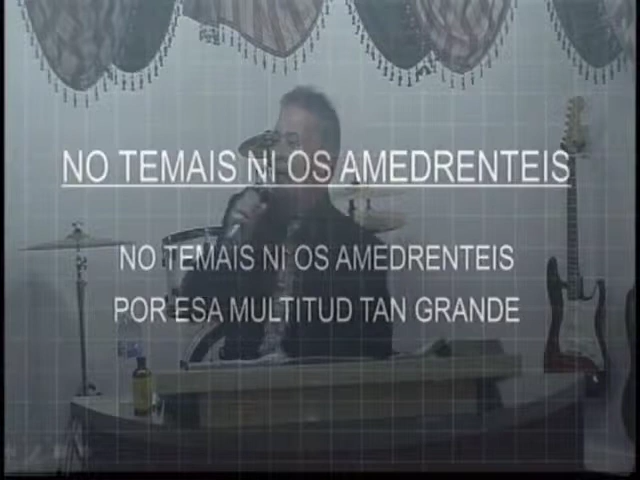 NO TEMAIS NI OS AMEDRENTEIS
NO TEMAIS NI OS AMEDRENTEIS
POR ESA MULTITUD TAN GRANDE